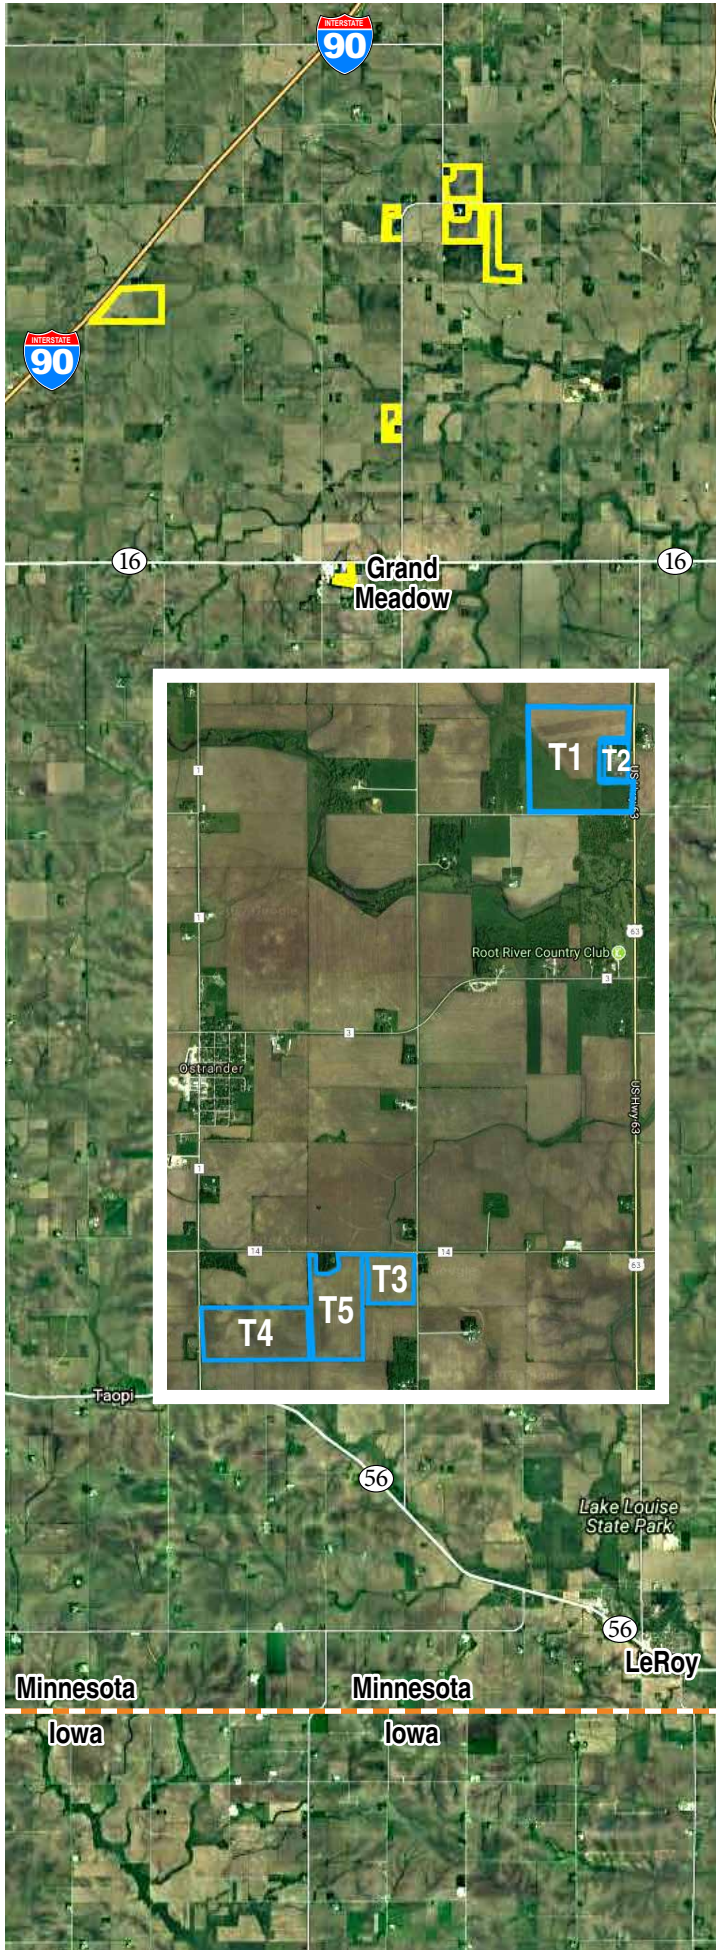 INTERSTATE
90
INTERSTATE
90
16
16
Grand
Meadow
T1
T2
1
1
63
Root River Country Club
3
3
Ostrander
US Hwy 63
1
14
14
63
T3
T5
T4
Taopi
56
Lake Louise
State Park
56
LeRoy
Minnesota
Minnesota
Iowa
Iowa